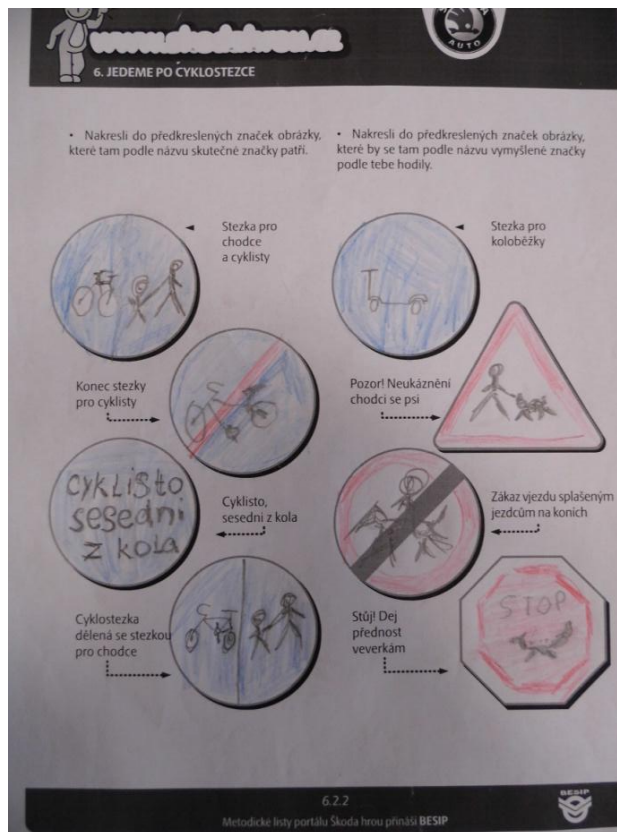 www.skodahrou.cz
AUTO
6. JEDEME PO CYKLOSTEZCE
• Nakresli do předkreslených značek obrázky,
které tam podle názvu skutečné značky patří.
• Nakresli do předkreslených značek obrázky,
které by se tam podle názvu vymyšlené značky
podle tebe hodily.
Stezka pro
chodce
a cyklisty
Stezka pro
koloběžky
Konec stezky
pro cyklisty
Pozor! Neukáznění
chodci se psi
CYKLISTO
sesedni
z kola
Cyklisto,
sesedni z kola
Zákaz vjezdu splašeným
jezdcům na koních
Cyklostezka
dělená se stezkou
pro chodce
Stůj! Dej
přednost
veverkám
STOP
6.2.2
Metodické listy portálu Škoda hrou přináší BESIP
BESIP